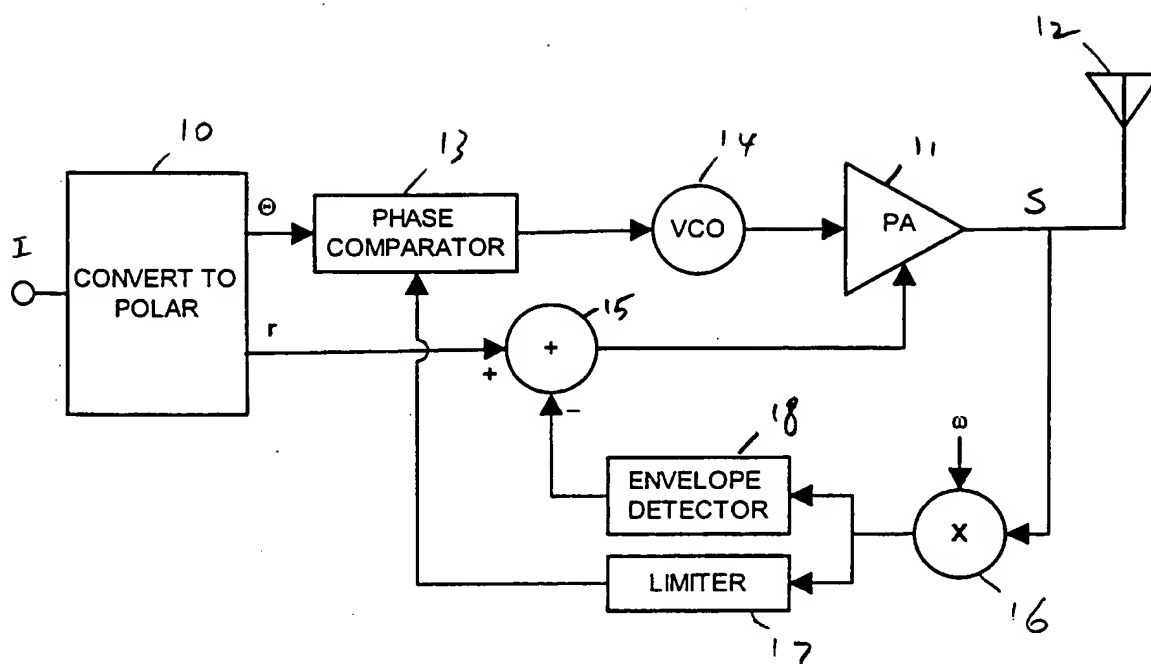 12
10
13
14
11
Θ
PHASE
COMPARATOR
VCO
PA
S
I
CONVERT TO
POLAR
r
15
+
+
-
18
ω
ENVELOPE
DETECTOR
X
LIMITER
16
17